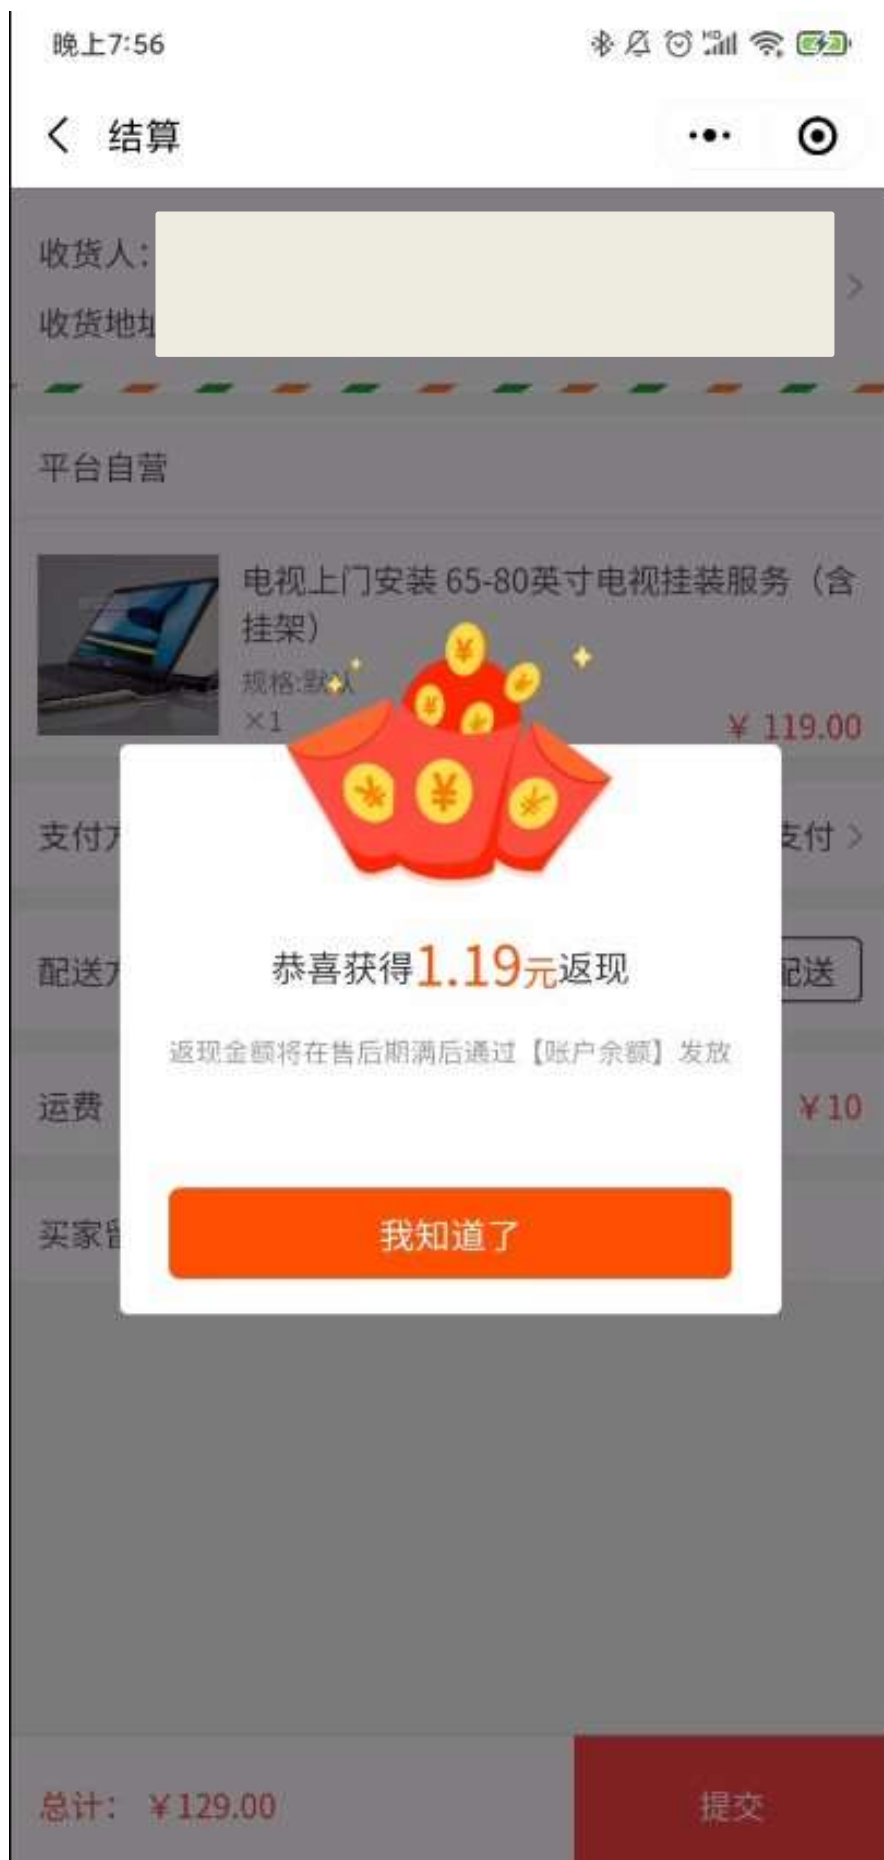 晚上7:56
结算
收货人:
收货地址
平台自营
电视上门安装 65-80英寸电视挂装服务（含
挂架）
规格:默认
×1
¥ 119.00
支付方
支付
恭喜获得1.19元返现
配送方
配送
返现金额将在售后期满后通过【账户余额】发放
运费
¥10
我知道了
买家留
总计: ¥129.00
提交